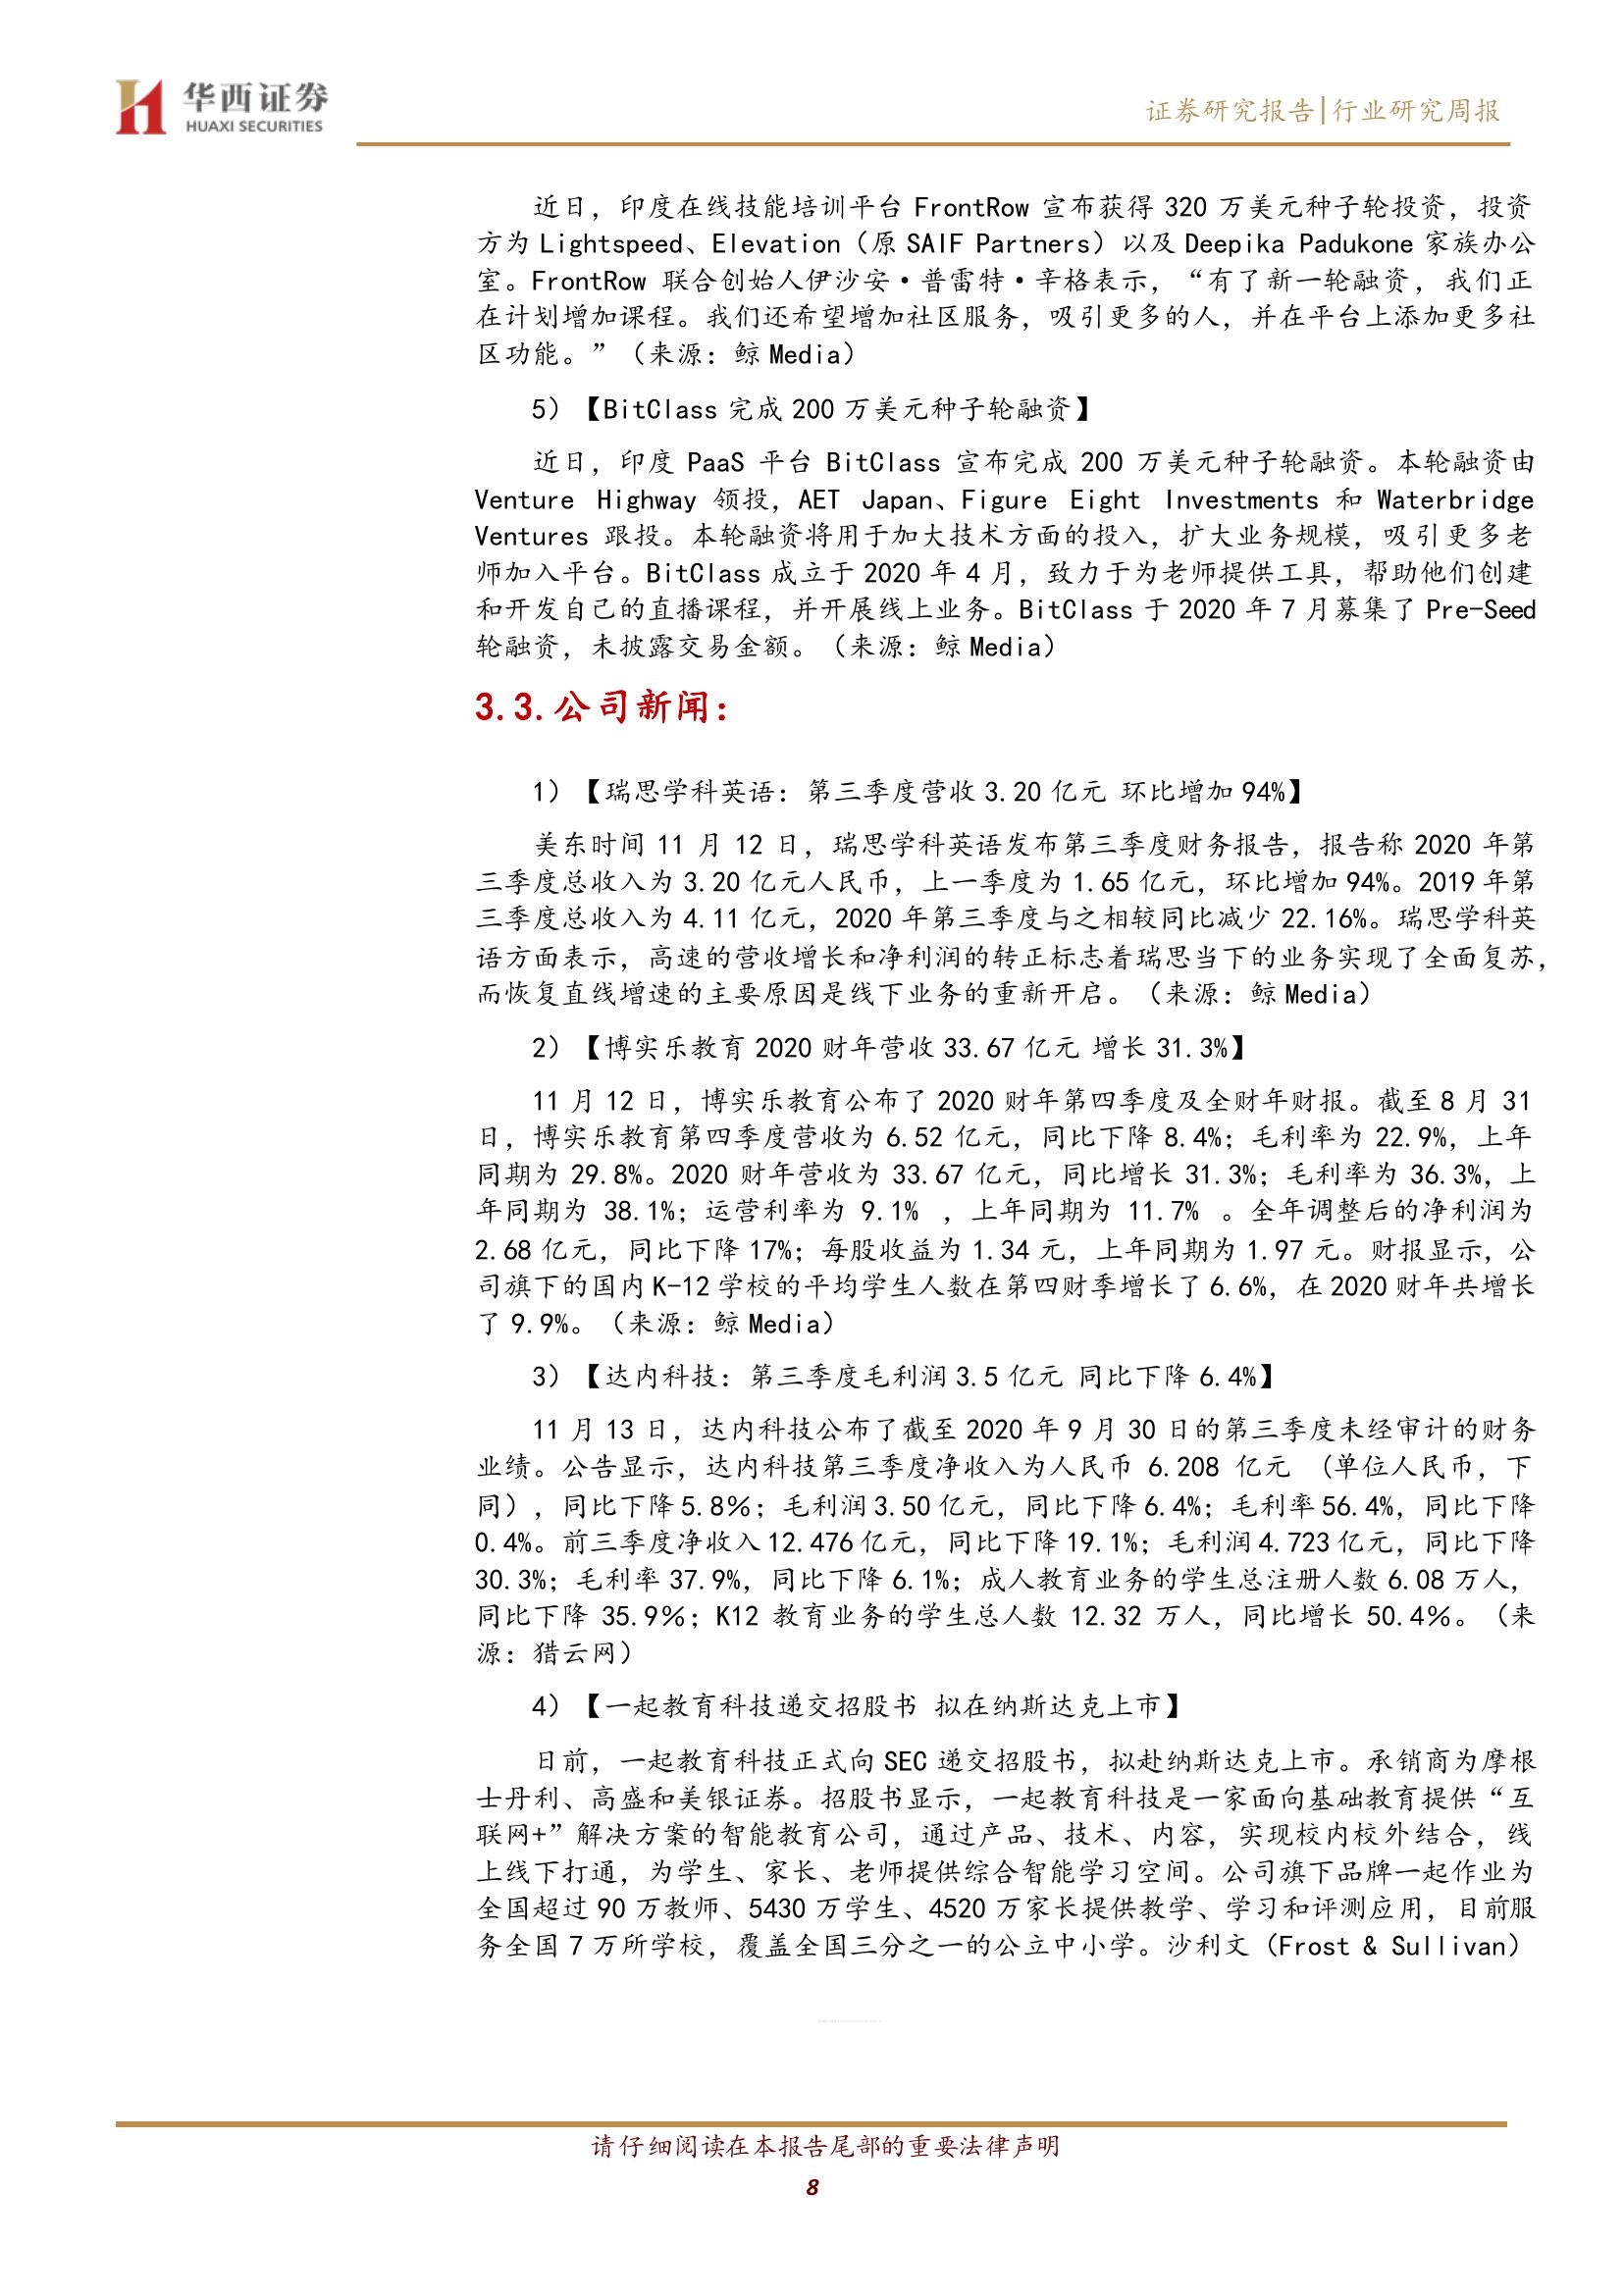 华西证券
HUAXI SECURITIES
证券研究报告|行业研究周报
近日，印度在线技能培训平台 FrontRow 宣布获得 320 万美元种子轮投资，投资
方为 Lightspeed、Elevation（原 SAIF Partners）以及 Deepika Padukone 家族办公
室。FrontRow 联合创始人伊沙安·普雷特·辛格表示，“有了新一轮融资，我们正
在计划增加课程。我们还希望增加社区服务，吸引更多的人，并在平台上添加更多社
区功能。”（来源：鲸 Media）
5）【BitClass 完成 200 万美元种子轮融资】
近日，印度 PaaS 平台 BitClass 宣布完成 200 万美元种子轮融资。本轮融资由
Venture Highway 领投，AET Japan、Figure Eight Investments 和 Waterbridge
Ventures 跟投。本轮融资将用于加大技术方面的投入，扩大业务规模，吸引更多老
师加入平台。BitClass 成立于 2020 年 4 月，致力于为老师提供工具，帮助他们创建
和开发自己的直播课程，并开展线上业务。BitClass 于 2020 年 7 月募集了 Pre-Seed
轮融资，未披露交易金额。（来源：鲸 Media）
3.3.公司新闻：
1）【瑞思学科英语：第三季度营收 3.20 亿元 环比增加 94%】
美东时间 11 月 12 日，瑞思学科英语发布第三季度财务报告，报告称 2020 年第
三季度总收入为 3.20 亿元人民币，上一季度为 1.65 亿元，环比增加 94%。2019 年第
三季度总收入为 4.11 亿元，2020 年第三季度与之相较同比减少 22.16%。瑞思学科英
语方面表示，高速的营收增长和净利润的转正标志着瑞思当下的业务实现了全面复苏，
而恢复直线增速的主要原因是线下业务的重新开启。（来源：鲸 Media）
2）【博实乐教育 2020 财年营收 33.67 亿元 增长 31.3%】
11 月 12 日，博实乐教育公布了 2020 财年第四季度及全财年财报。截至 8 月 31
日，博实乐教育第四季度营收为 6.52 亿元，同比下降 8.4%；毛利率为 22.9%，上年
同期为 29.8%。2020 财年营收为 33.67 亿元，同比增长 31.3%；毛利率为 36.3%，上
年同期为 38.1%；运营利率为 9.1% ，上年同期为 11.7% 。全年调整后的净利润为
2.68 亿元，同比下降 17%；每股收益为 1.34 元，上年同期为 1.97 元。财报显示，公
司旗下的国内 K-12 学校的平均学生人数在第四财季增长了 6.6%，在 2020 财年共增长
了 9.9%。（来源：鲸 Media）
3）【达内科技：第三季度毛利润 3.5 亿元 同比下降 6.4%】
11 月 13 日，达内科技公布了截至 2020 年 9 月 30 日的第三季度未经审计的财务
业绩。公告显示，达内科技第三季度净收入为人民币 6.208 亿元 （单位人民币，下
同），同比下降 5.8％；毛利润 3.50 亿元，同比下降 6.4%；毛利率 56.4%，同比下降
0.4%。前三季度净收入 12.476 亿元，同比下降 19.1%；毛利润 4.723 亿元，同比下降
30.3%；毛利率 37.9%，同比下降 6.1%；成人教育业务的学生总注册人数 6.08 万人，
同比下降 35.9％；K12 教育业务的学生总人数 12.32 万人，同比增长 50.4％。（来
源：猎云网）
4）【一起教育科技递交招股书 拟在纳斯达克上市】
日前，一起教育科技正式向 SEC 递交招股书，拟赴纳斯达克上市。承销商为摩根
士丹利、高盛和美银证券。招股书显示，一起教育科技是一家面向基础教育提供“互
联网+”解决方案的智能教育公司，通过产品、技术、内容，实现校内校外结合，线
上线下打通，为学生、家长、老师提供综合智能学习空间。公司旗下品牌一起作业为
全国超过 90 万教师、5430 万学生、4520 万家长提供教学、学习和评测应用，目前服
务全国 7 万所学校，覆盖全国三分之一的公立中小学。沙利文（Frost & Sullivan）
请仔细阅读在本报告尾部的重要法律声明
8